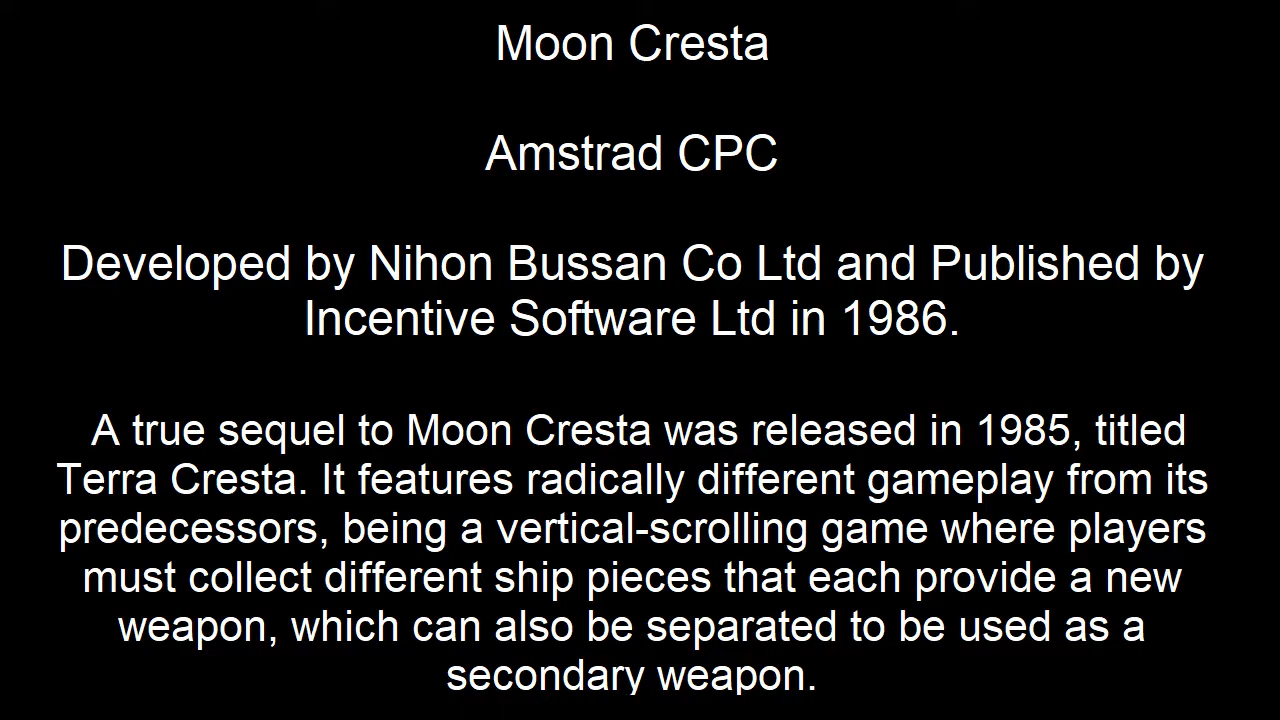 Moon Cresta
Amstrad CPC
Developed by Nihon Bussan Co Ltd and Published by
Incentive Software Ltd in 1986.
A true sequel to Moon Cresta was released in 1985, titled
Terra Cresta. It features radically different gameplay from its
predecessors, being a vertical-scrolling game where players
must collect different ship pieces that each provide a new
weapon, which can also be separated to be used as a
secondary weapon.